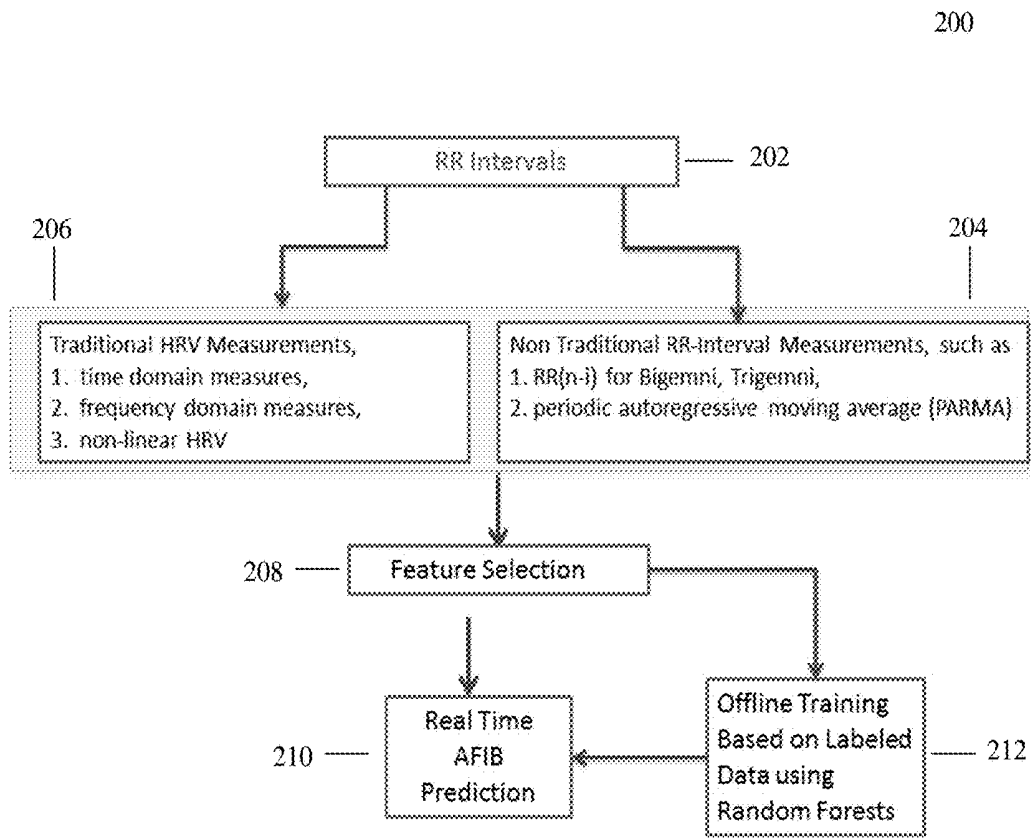 200
RR Intervals
202
206
204
Traditional HRV Measurements,
1. time domain measures,
2. frequency domain measures,
3. non-linear HRV
Non Traditional RR-Interval Measurements, such as
1. RR(n-i) for Bigemni, Trigemni,
2. periodic autoregressive moving average (PARMA)
208
Feature Selection
210
Real Time
AFIB
Prediction
Offline Training
Based on Labeled
Data using
Random Forests
212